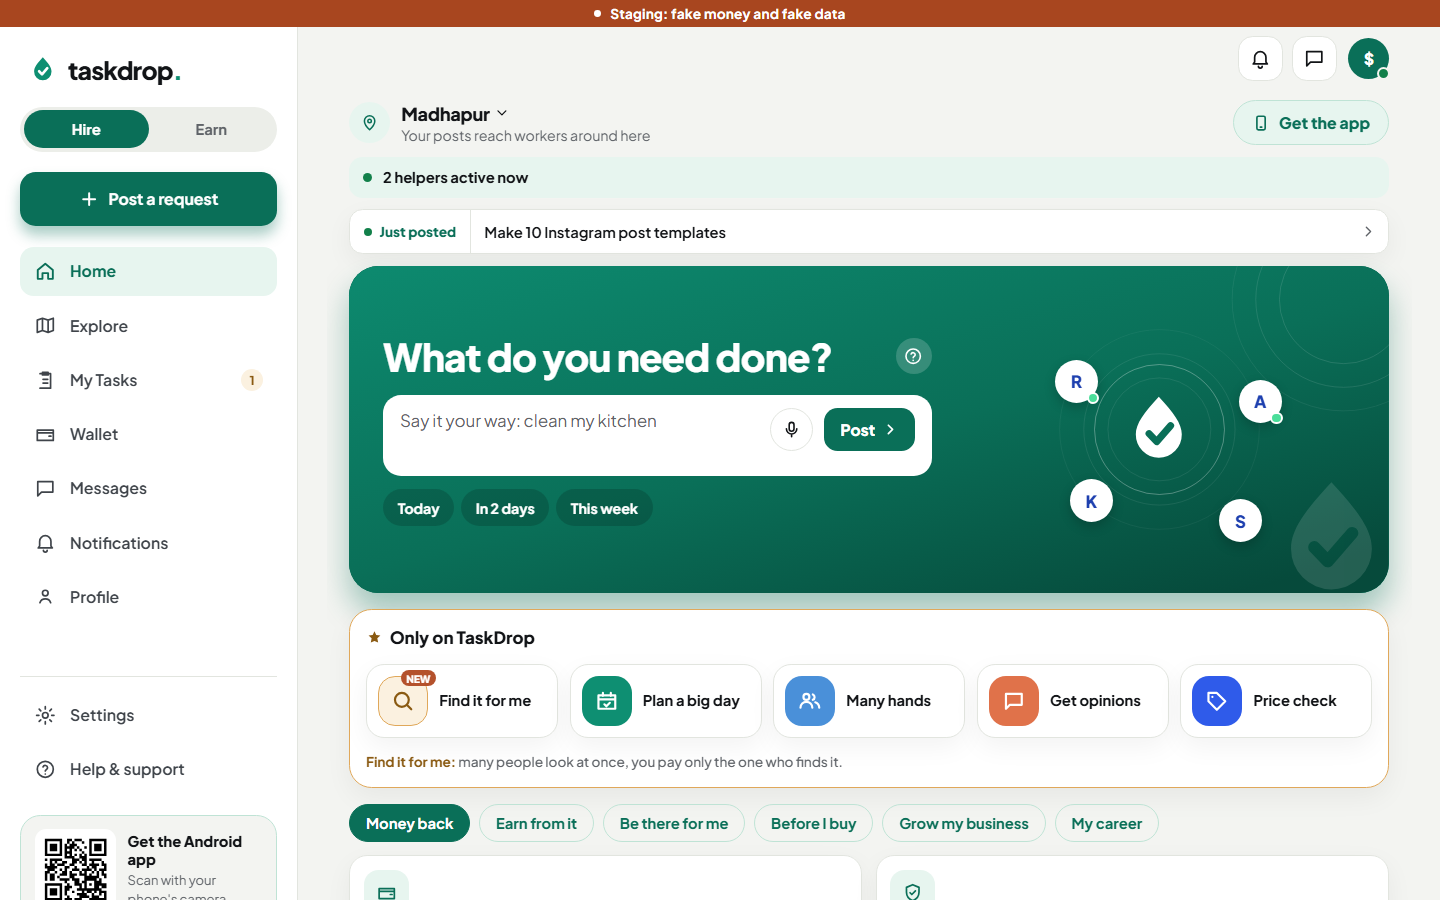 Staging: fake money and fake data
taskdrop.
Hire
Earn
Post a request
Home
Explore
My Tasks
1
Wallet
Messages
Notifications
Profile
Settings
Help & support
Get the Android
app
Scan with your
phone's camera
$
Madhapur
Your posts reach workers around here
Get the app
2 helpers active now
Just posted
Make 10 Instagram post templates
What do you need done?
Say it your way: clean my kitchen
Post
Today
In 2 days
This week
R
A
K
S
Only on TaskDrop
NEW
Find it for me
Plan a big day
Many hands
Get opinions
Price check
Find it for me: many people look at once, you pay only the one who finds it.
Money back
Earn from it
Be there for me
Before I buy
Grow my business
My career